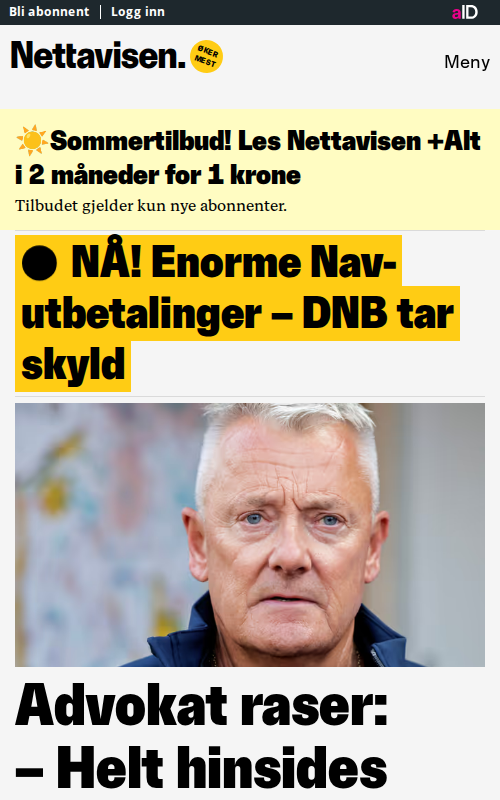 Bli abonnent | Logg inn
aID
Nettavisen.
ØKER
MEST
Meny
☀️Sommertilbud! Les Nettavisen +Alt
i 2 måneder for 1 krone
Tilbudet gjelder kun nye abonnenter.
● NÅ! Enorme Nav-
utbetalinger – DNB tar
skyld
Advokat raser:
– Helt hinsides